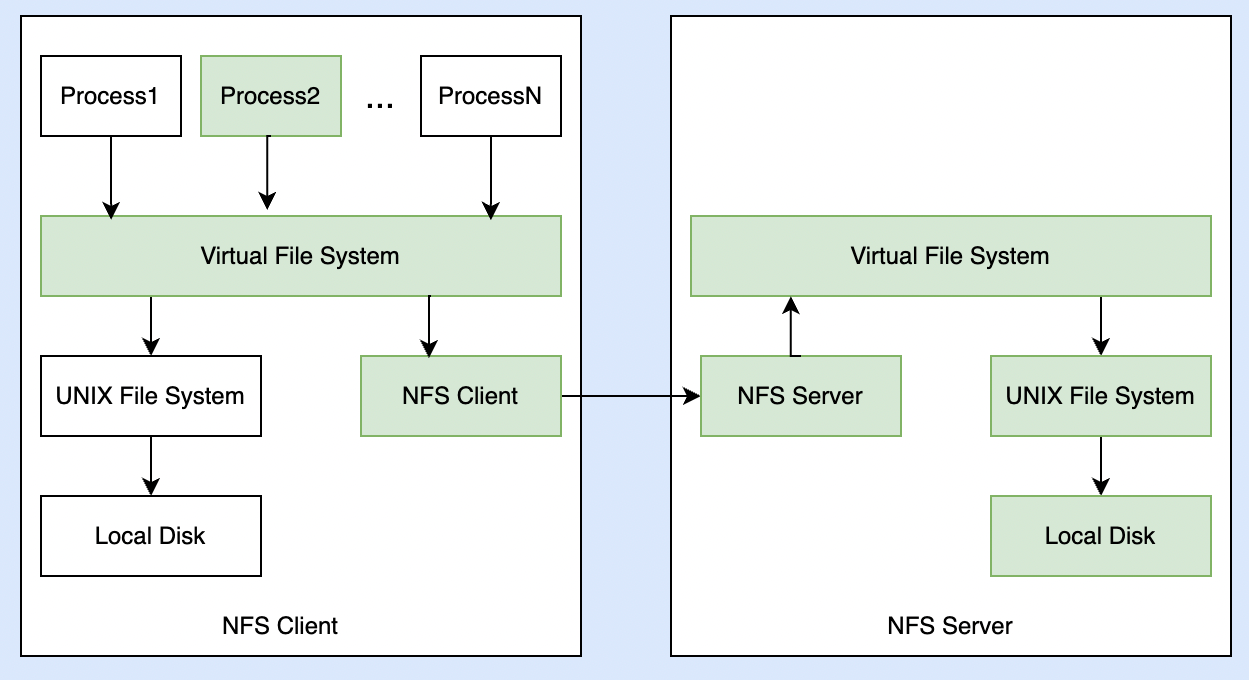 Process1
Process2
...
ProcessN
Virtual File System
UNIX File System
NFS Client
Local Disk
NFS Client
Virtual File System
NFS Server
UNIX File System
Local Disk
NFS Server